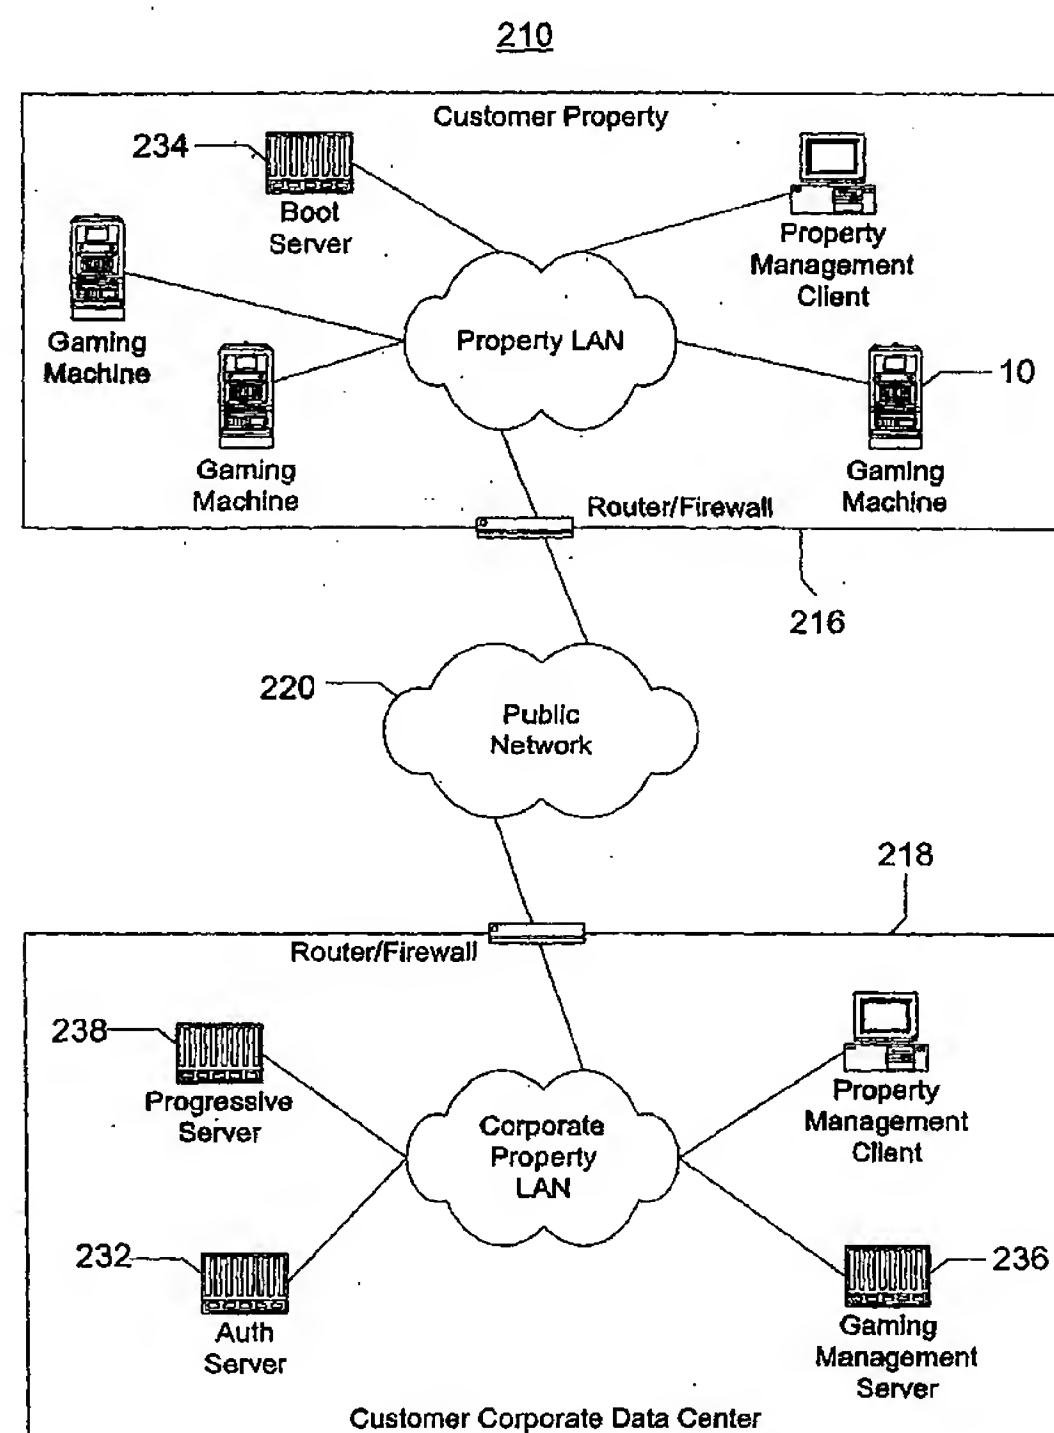 210
Customer Property
234
Boot
Server
Property
Management
Client
Gaming
Machine
Property LAN
10
Gaming
Machine
Gaming
Machine
Router/Firewall
216
220
Public
Network
218
Router/Firewall
238
Progressive
Server
Corporate
Property
LAN
Property
Management
Client
232
Auth
Server
236
Gaming
Management
Server
Customer Corporate Data Center